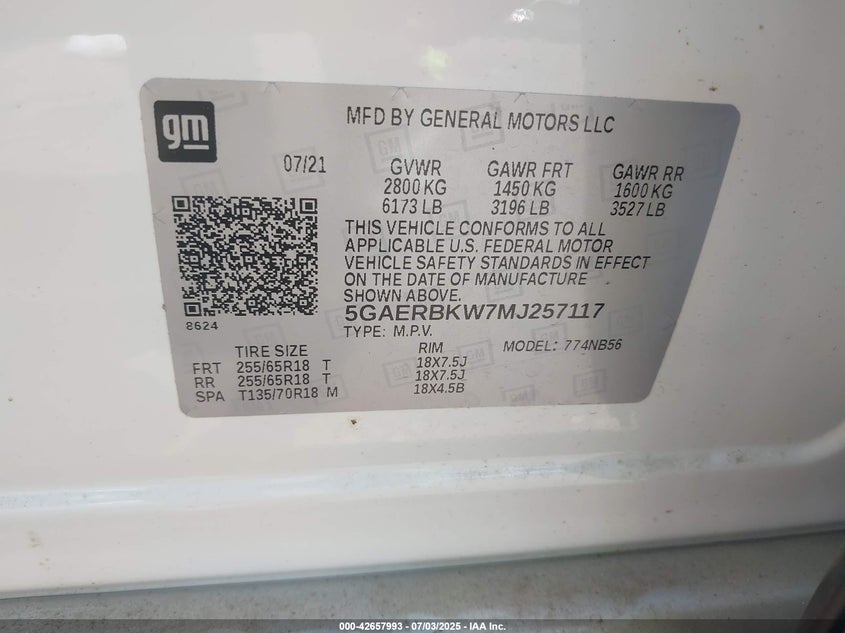 gm
MFD BY GENERAL MOTORS LLC
07/21 GVWR GAWR FRT GAWR RR
2800 KG 1450 KG 1600 KG
6173 LB 3196 LB 3527 LB
THIS VEHICLE CONFORMS TO ALL
APPLICABLE U.S. FEDERAL MOTOR
VEHICLE SAFETY STANDARDS IN EFFECT
ON THE DATE OF MANUFACTURE
SHOWN ABOVE.
8624
5GAERBKW7MJ257117
TYPE: M.P.V. MODEL: 774NB56
TIRE SIZE RIM
FRT 255/65R18 T 18X7.5J
RR 255/65R18 T 18X7.5J
SPA T135/70R18 M 18X4.5B
000-42657993 - 07/03/2025 - IAA Inc.